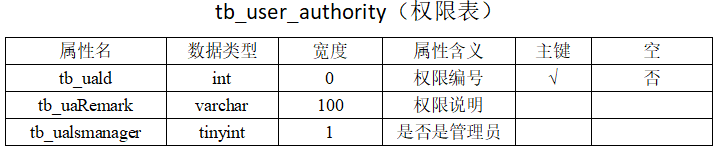 tb_user_authority（权限表）
属性名 数据类型 宽度 属性含义 主键 空
tb_uald int 0 权限编号 √ 否
tb_uaRemark varchar 100 权限说明
tb_ualsmanager tinyint 1 是否是管理员